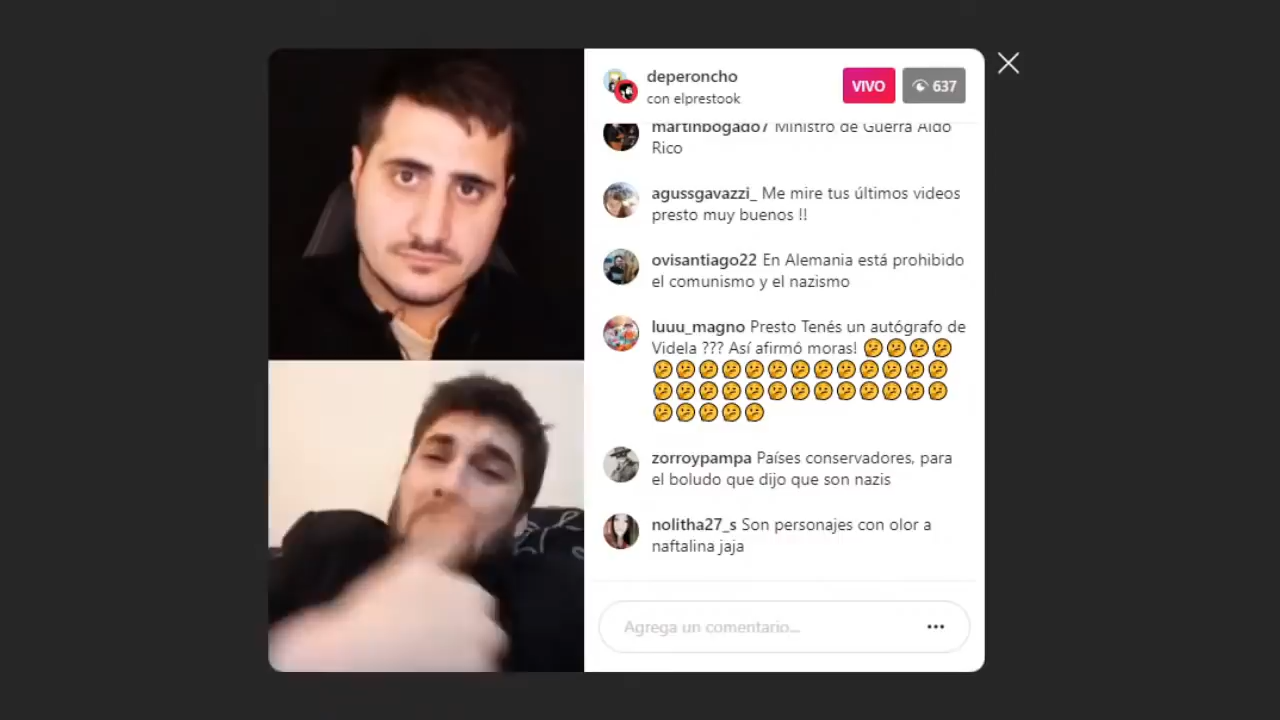 deperoncho
con elprestook
VIVO
637
martinbogado7 Ministro de Guerra Aldo
Rico
agussgavazzi_ Me mire tus últimos videos
presto muy buenos !!
ovisantiago22 En Alemania está prohibido
el comunismo y el nazismo
luuu_magno Presto Tenés un autógrafo de
Videla ??? Así afirmó moras! 🤔🤔🤔🤔
🤔🤔🤔🤔🤔🤔🤔🤔🤔🤔🤔🤔🤔
🤔🤔🤔🤔🤔🤔🤔🤔🤔🤔🤔🤔🤔
🤔🤔🤔🤔🤔
zorroypampa Países conservadores, para
el boludo que dijo que son nazis
nolitha27_s Son personajes con olor a
naftalina jaja
Agrega un comentario...